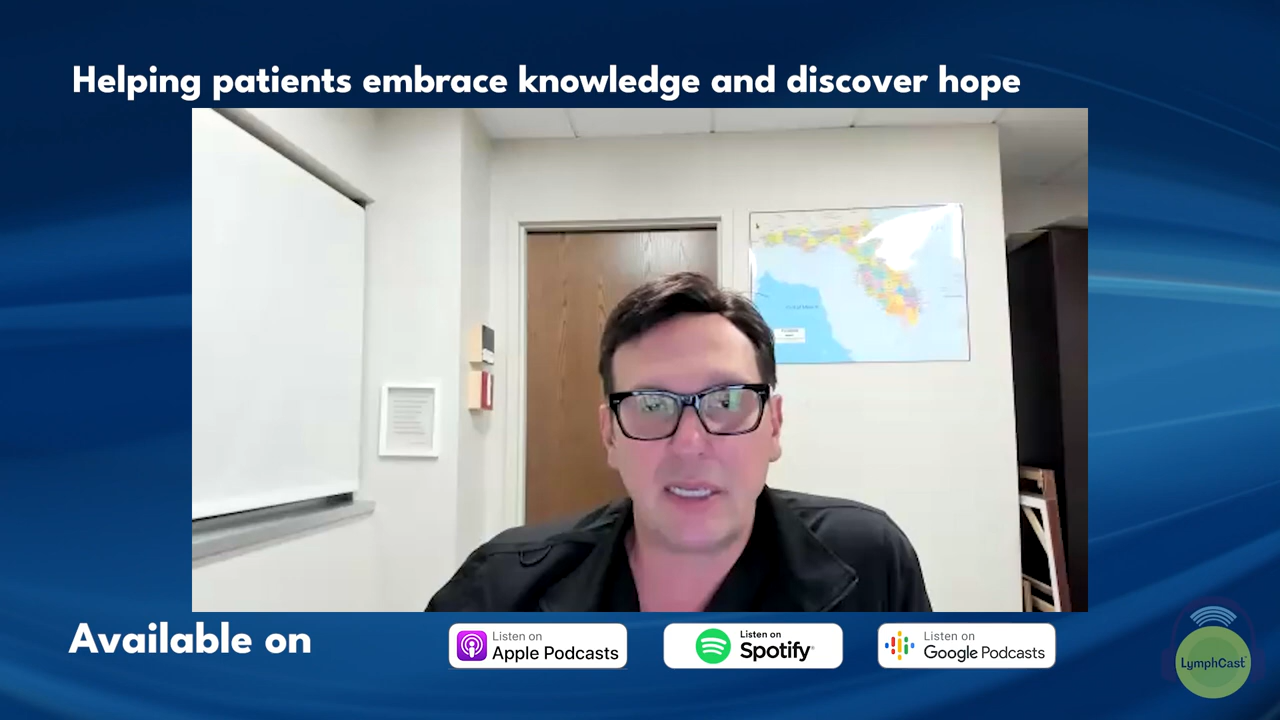 Helping patients embrace knowledge and discover hope
Available on
Listen on
Apple Podcasts
Listen on
Spotify®
Listen on
Google Podcasts
LymphCast